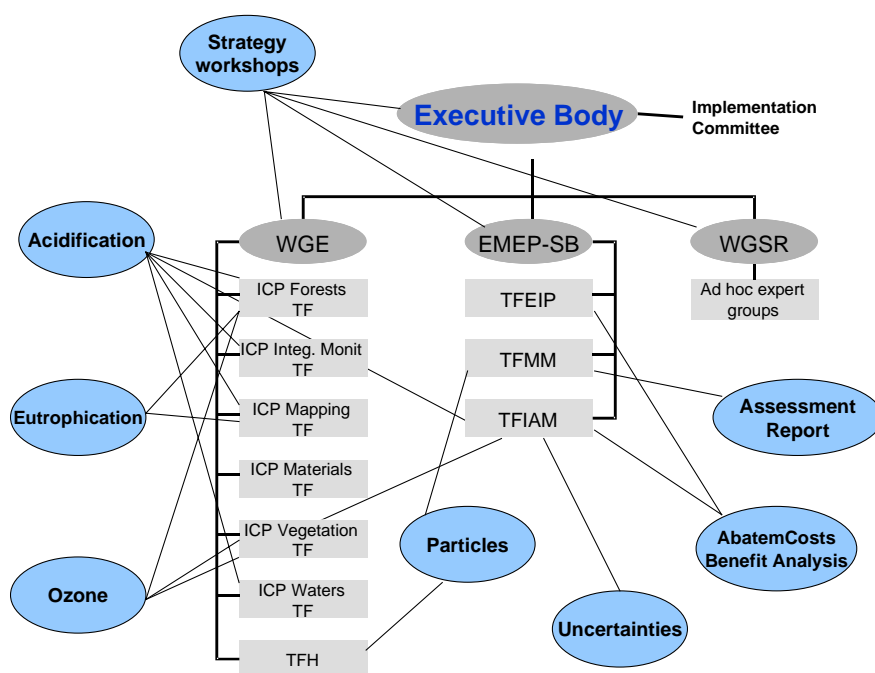 Strategy
workshops
Executive Body
Implementation
Committee
Acidification
WGE
EMEP-SB
WGSR
ICP Forests
TF
TFEIP
Ad hoc expert
groups
ICP Integ. Monit
TF
TFMM
Eutrophication
ICP Mapping
TF
TFIAM
Assessment
Report
ICP Materials
TF
ICP Vegetation
TF
Particles
AbatemCosts
Benefit Analysis
Ozone
ICP Waters
TF
Uncertainties
TFH